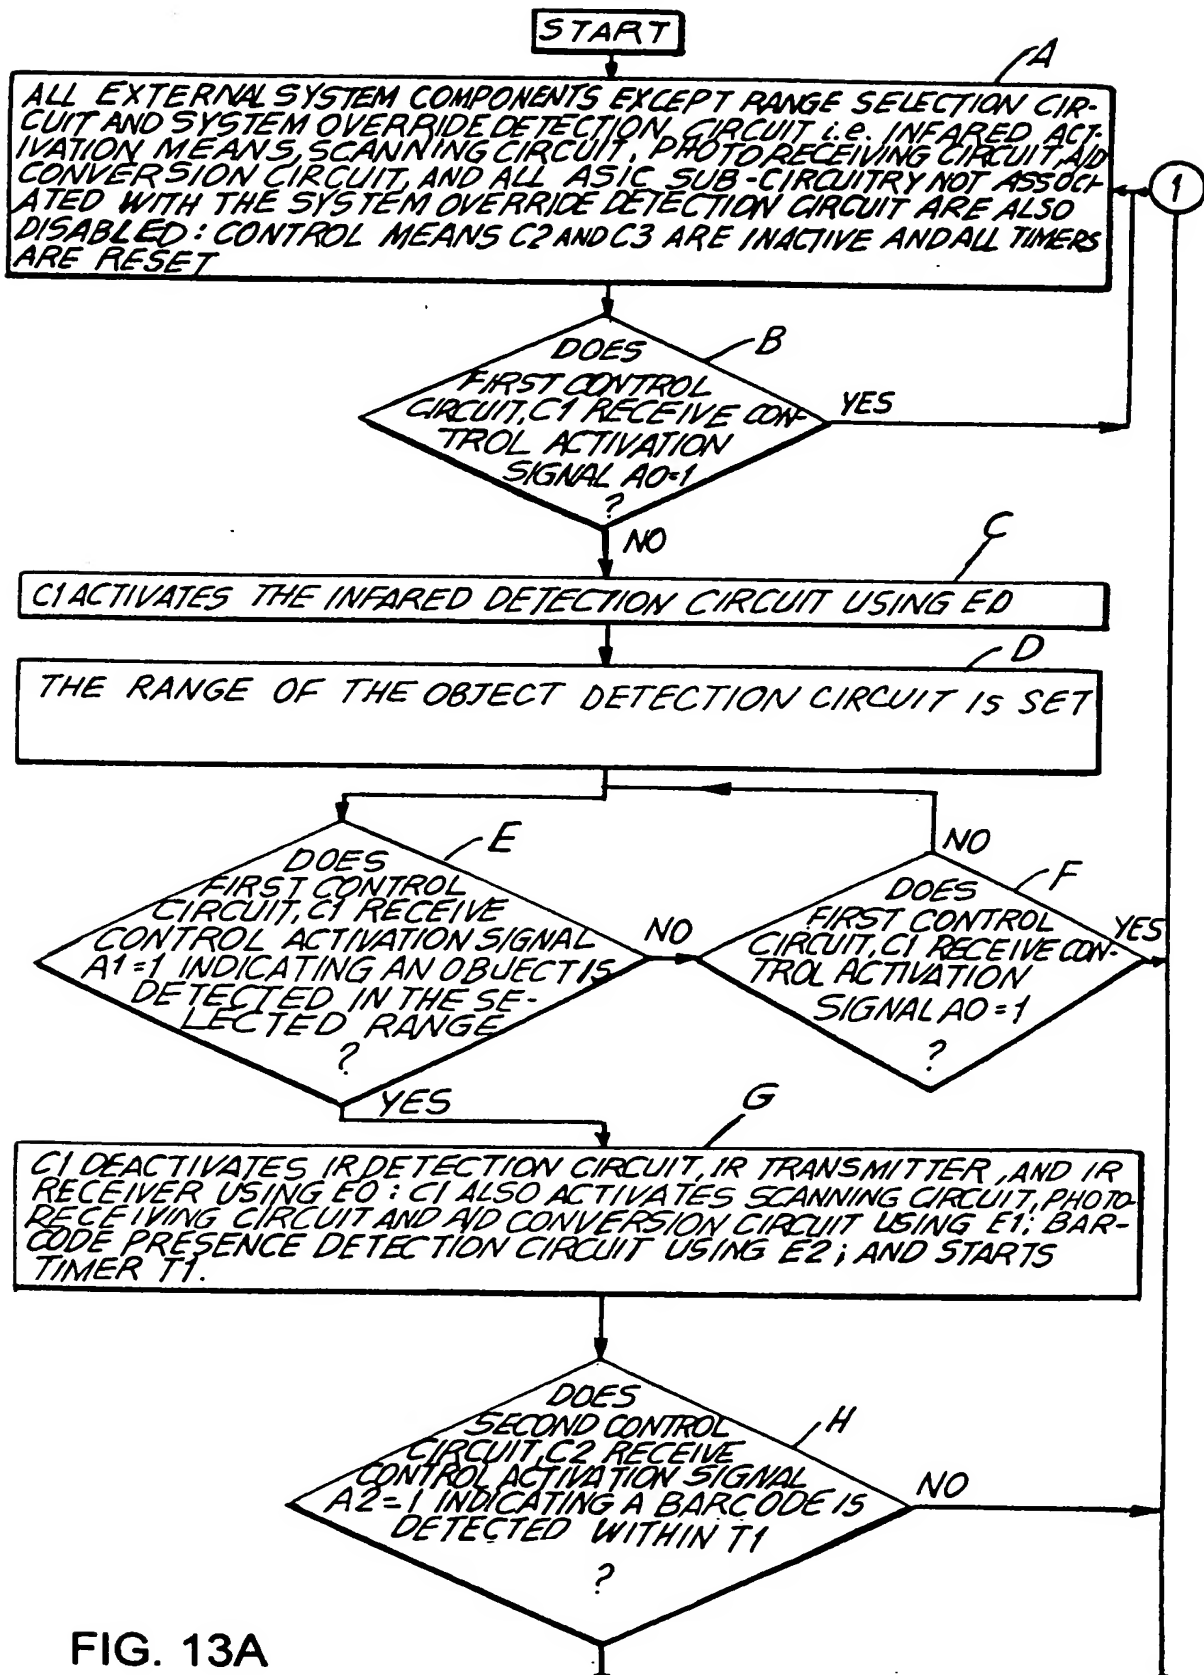 START
A
ALL EXTERNAL SYSTEM COMPONENTS EXCEPT RANGE SELECTION CIR-
CUIT AND SYSTEM OVERRIDE DETECTION CIRCUIT i.e. INFARED ACT-
IVATION MEANS, SCANNING CIRCUIT, PHOTO RECEIVING CIRCUIT, A/D
CONVERSION CIRCUIT, AND ALL ASIC SUB-CIRCUITRY NOT ASSOCI-
ATED WITH THE SYSTEM OVERRIDE DETECTION CIRCUIT ARE ALSO
DISABLED : CONTROL MEANS C2 AND C3 ARE INACTIVE AND ALL TIMERS
ARE RESET
1
B
DOES
FIRST CONTROL
CIRCUIT, C1 RECEIVE CON-
TROL ACTIVATION
SIGNAL A0=1
?
YES
NO
C
C1 ACTIVATES THE INFARED DETECTION CIRCUIT USING E0
D
THE RANGE OF THE OBJECT DETECTION CIRCUIT IS SET
E
DOES
FIRST CONTROL
CIRCUIT, C1 RECEIVE
CONTROL ACTIVATION SIGNAL
A1=1 INDICATING AN OBJECT IS
DETECTED IN THE SE-
LECTED RANGE
?
NO
YES
NO
F
DOES
FIRST CONTROL
CIRCUIT, C1 RECEIVE CON-
TROL ACTIVATION
SIGNAL A0=1
?
YES
G
C1 DEACTIVATES IR DETECTION CIRCUIT, IR TRANSMITTER, AND IR
RECEIVER USING E0 : C1 ALSO ACTIVATES SCANNING CIRCUIT, PHOTO-
RECEIVING CIRCUIT AND A/D CONVERSION CIRCUIT USING E1; BAR-
CODE PRESENCE DETECTION CIRCUIT USING E2; AND STARTS
TIMER T1.
H
DOES
SECOND CONTROL
CIRCUIT, C2 RECEIVE
CONTROL ACTIVATION SIGNAL
A2=1 INDICATING A BARCODE IS
DETECTED WITHIN T1
?
NO
FIG. 13A